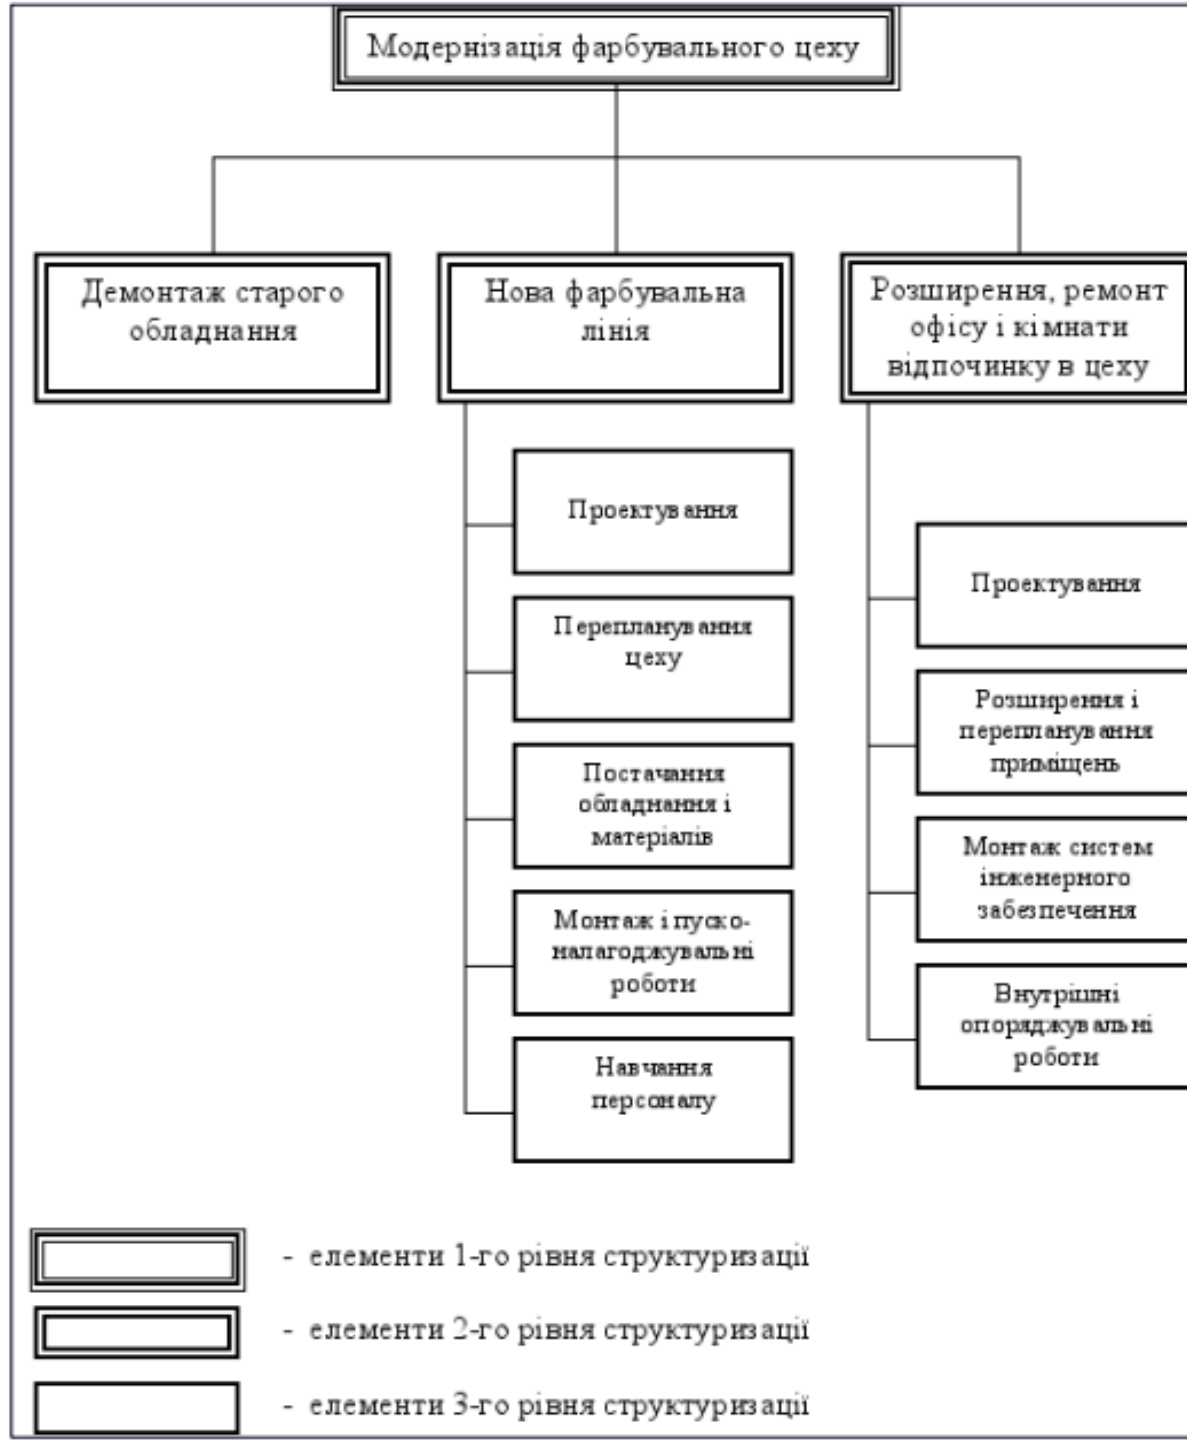 Модернізація фарбувального цеху
Демонтаж старого
обладнання
Нова фарбувальна
лінія
Розширення, ремонт
офісу і кімнати
відпочинку в цеху
Проектування
Перепланування
цеху
Постачання
обладнання і
матеріалів
Монтаж і пуско-
налагоджувальні
роботи
Навчання
персоналу
Проектування
Розширення і
перепланування
приміщень
Монтаж систем
інженерного
забезпечення
Внутрішні
опоряджувальні
роботи
- елементи 1-го рівня структуризації
- елементи 2-го рівня структуризації
- елементи 3-го рівня структуризації